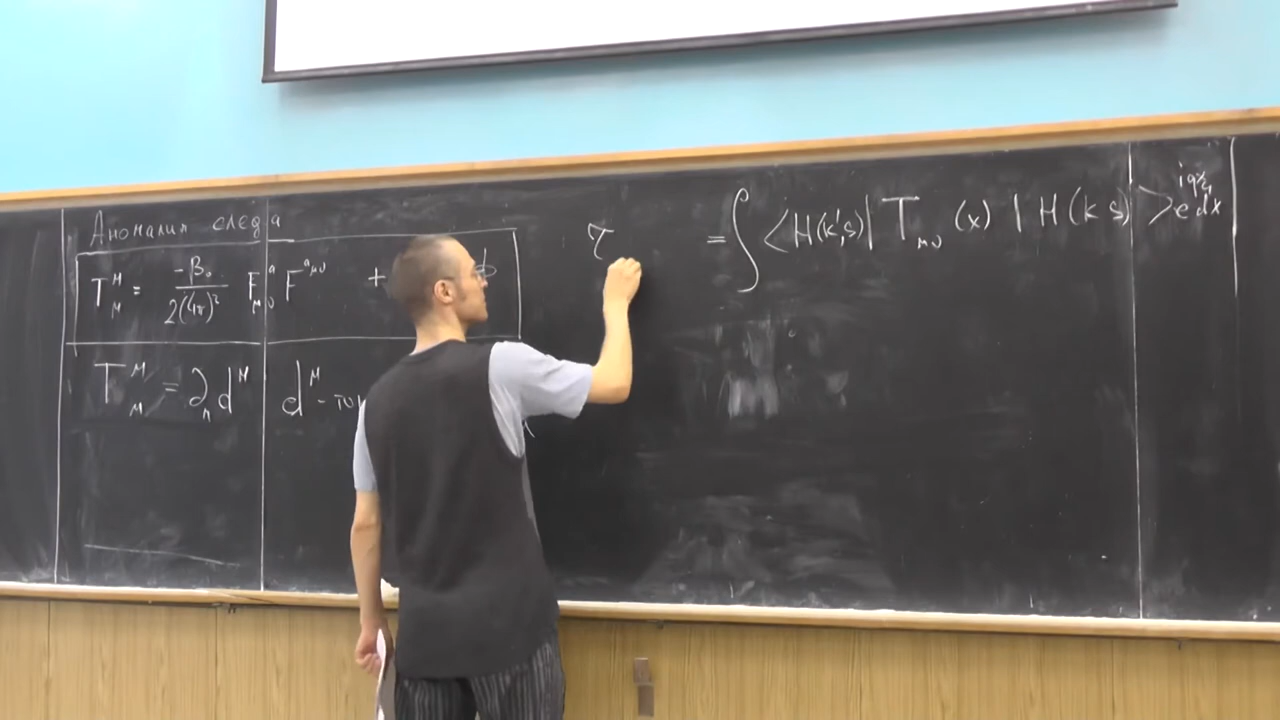 Аномалия следа
T^μ_μ = -β₀/2(4π)² F^a_μν F^aμν +
T^μ_μ = ∂_μ d^μ d^μ - ток
τ = ∫ <H(k',s)| T_μν (x) | H(k s) > e^iqx dx